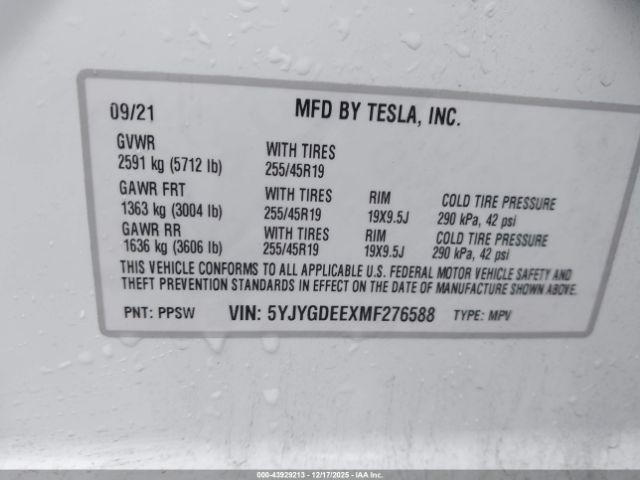 09/21 MFD BY TESLA, INC.
GVWR WITH TIRES
2591 kg (5712 lb) 255/45R19
GAWR FRT WITH TIRES RIM COLD TIRE PRESSURE
1363 kg (3004 lb) 255/45R19 19X9.5J 290 kPa, 42 psi
GAWR RR WITH TIRES RIM COLD TIRE PRESSURE
1636 kg (3606 lb) 255/45R19 19X9.5J 290 kPa, 42 psi
THIS VEHICLE CONFORMS TO ALL APPLICABLE U.S. FEDERAL MOTOR VEHICLE SAFETY AND
THEFT PREVENTION STANDARDS IN EFFECT ON THE DATE OF MANUFACTURE SHOWN ABOVE.
PNT: PPSW VIN: 5YJYGDEEXMF276588 TYPE: MPV
000-43929213 - 12/17/2025 - IAA Inc.